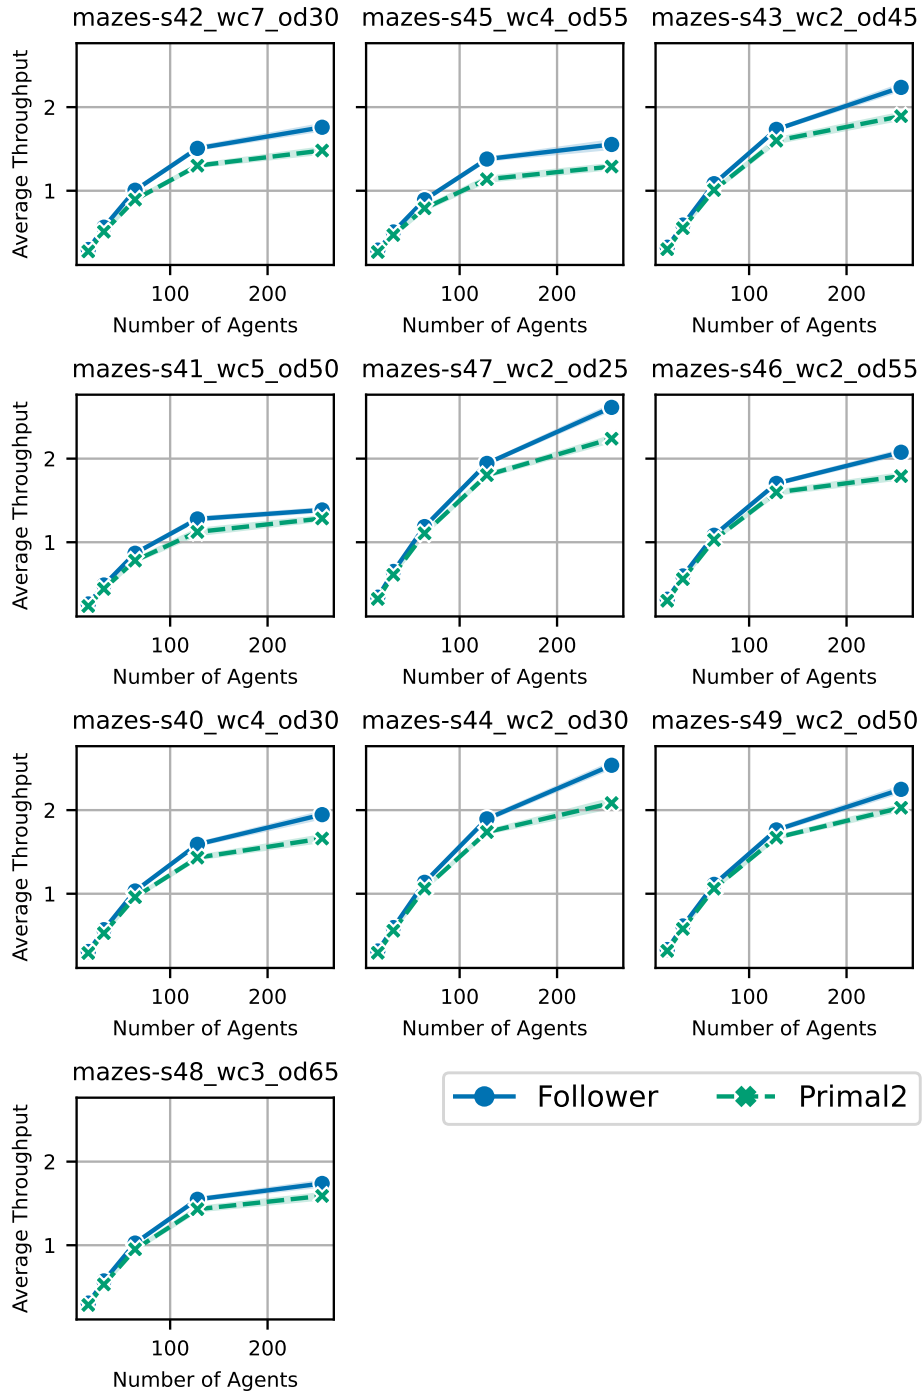 mazes-s42_wc7_od30 mazes-s45_wc4_od55 mazes-s43_wc2_od45
Average Throughput
2
1
100 200 100 200 100 200
Number of Agents Number of Agents Number of Agents
mazes-s41_wc5_od50 mazes-s47_wc2_od25 mazes-s46_wc2_od55
Average Throughput
2
1
100 200 100 200 100 200
Number of Agents Number of Agents Number of Agents
mazes-s40_wc4_od30 mazes-s44_wc2_od30 mazes-s49_wc2_od50
Average Throughput
2
1
100 200 100 200 100 200
Number of Agents Number of Agents Number of Agents
mazes-s48_wc3_od65
Follower Primal2
Average Throughput
2
1
100 200
Number of Agents